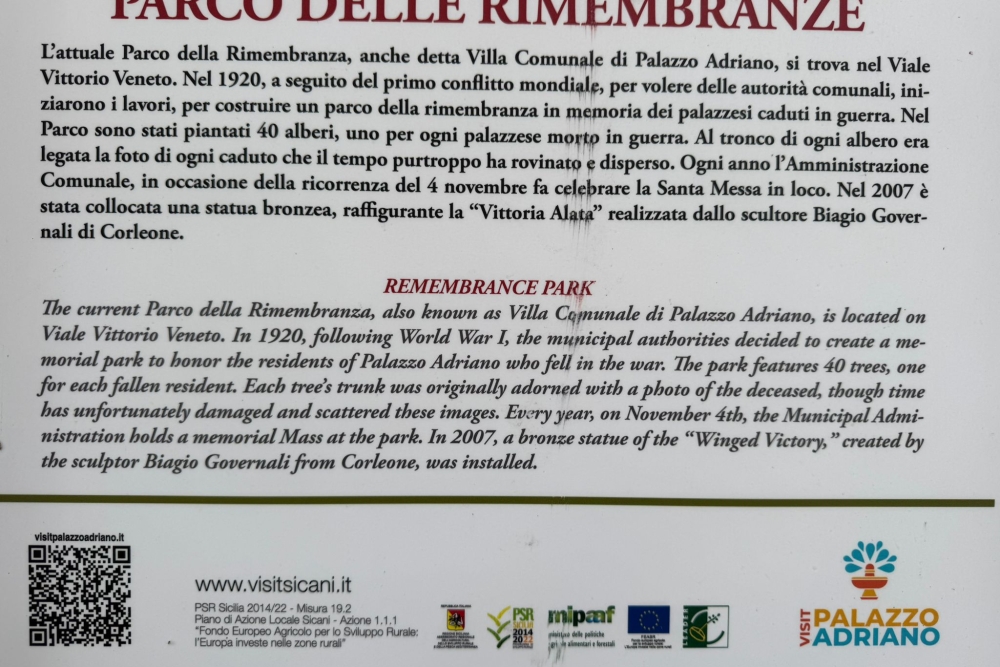 PARCO DELLE RIMEMBRANZE
L'attuale Parco della Rimembranza, anche detta Villa Comunale di Palazzo Adriano, si trova nel Viale
Vittorio Veneto. Nel 1920, a seguito del primo conflitto mondiale, per volere delle autorità comunali, ini-
ziarono i lavori, per costruire un parco della rimembranza in memoria dei palazzesi caduti in guerra. Nel
Parco sono stati piantati 40 alberi, uno per ogni palazzese morto in guerra. Al tronco di ogni albero era
legata la foto di ogni caduto che il tempo purtroppo ha rovinato e disperso. Ogni anno l'Amministrazione
Comunale, in occasione della ricorrenza del 4 novembre fa celebrare la Santa Messa in loco. Nel 2007 è
stata collocata una statua bronzea, raffigurante la “Vittoria Alata” realizzata dallo scultore Biagio Gover-
nali di Corleone.
REMEMBRANCE PARK
The current Parco della Rimembranza, also known as Villa Comunale di Palazzo Adriano, is located on
Viale Vittorio Veneto. In 1920, following World War I, the municipal authorities decided to create a me-
morial park to honor the residents of Palazzo Adriano who fell in the war. The park features 40 trees, one
for each fallen resident. Each tree's trunk was originally adorned with a photo of the deceased, though time
has unfortunately damaged and scattered these images. Every year, on November 4th, the Municipal Admi-
nistration holds a memorial Mass at the park. In 2007, a bronze statue of the “Winged Victory,” created by
the sculptor Biagio Governali from Corleone, was installed.
visitpalazzoadriano.it
www.visitsicani.it
PSR Sicilia 2014/22 - Misura 19.2
Piano di Azione Locale Sicani - Azione 1.1.1
"Fondo Europeo Agricolo per lo Sviluppo Rurale:
l'Europa investe nelle zone rurali"
PSR
2014
mipaaf
politiche
alimentari e forestali
VISIT PALAZZO
ADRIANO